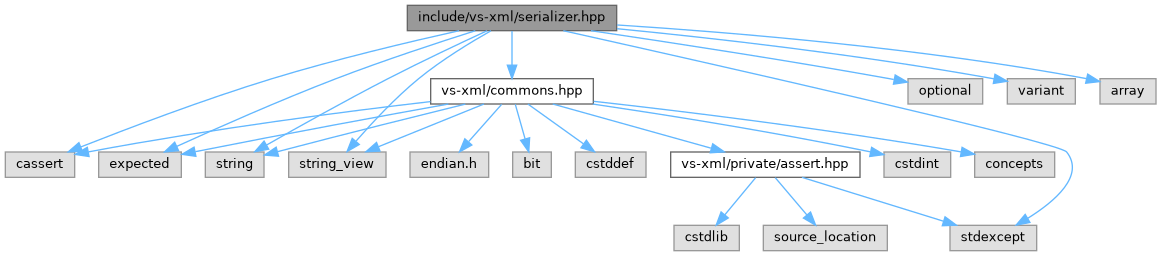 include/vs-xml/serializer.hpp
vs-xml/commons.hpp
optional
variant
array
cassert
expected
string
string_view
endian.h
bit
cstddef
vs-xml/private/assert.hpp
cstdint
concepts
cstdlib
source_location
stdexcept